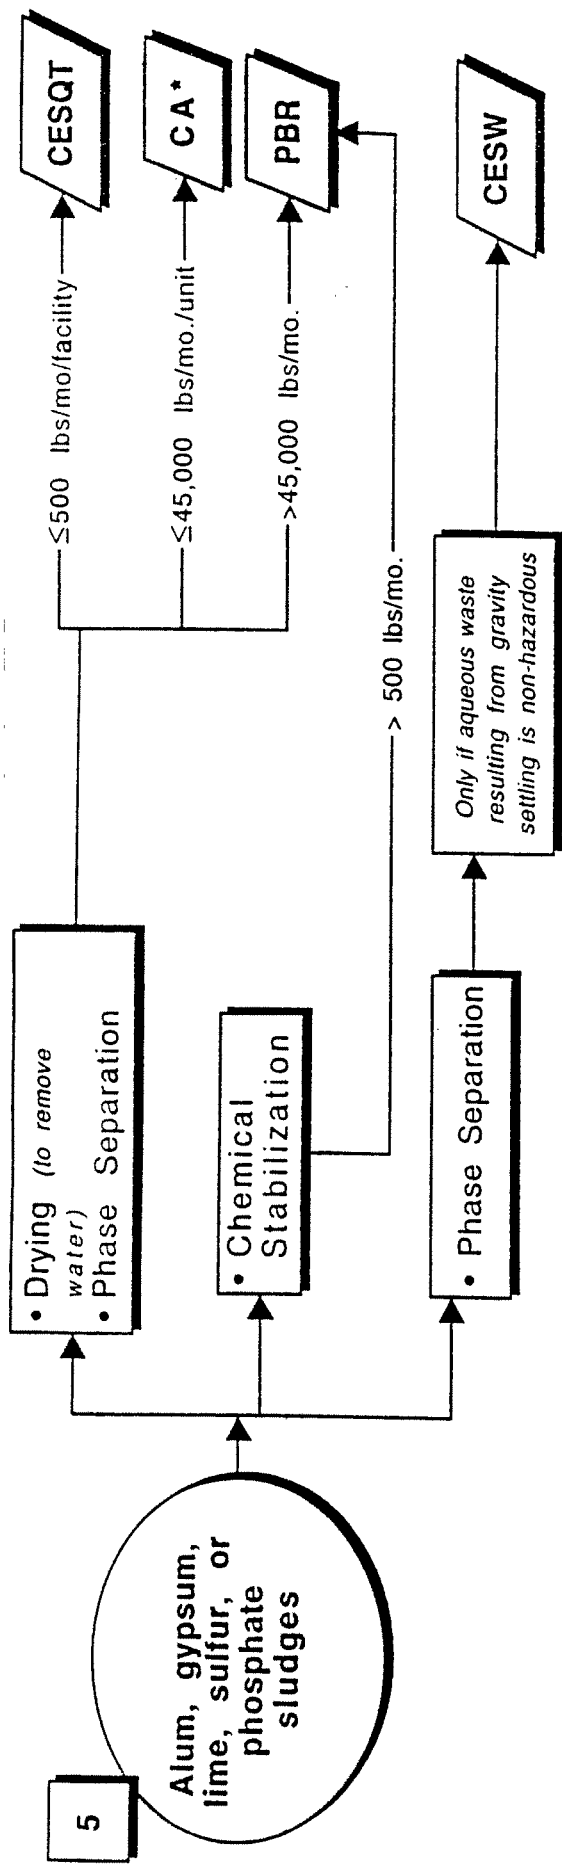 5
Alum, gypsum,
lime, sulfur, or
phosphate
sludges
• Drying (to remove
water)
• Phase Separation
≤500 lbs/mo/facility
CESQT
≤45,000 lbs/mo./unit
CA*
>45,000 lbs/mo.
PBR
• Chemical
Stabilization
> 500 lbs/mo.
• Phase Separation
Only if aqueous waste
resulting from gravity
settling is non-hazardous
CESW